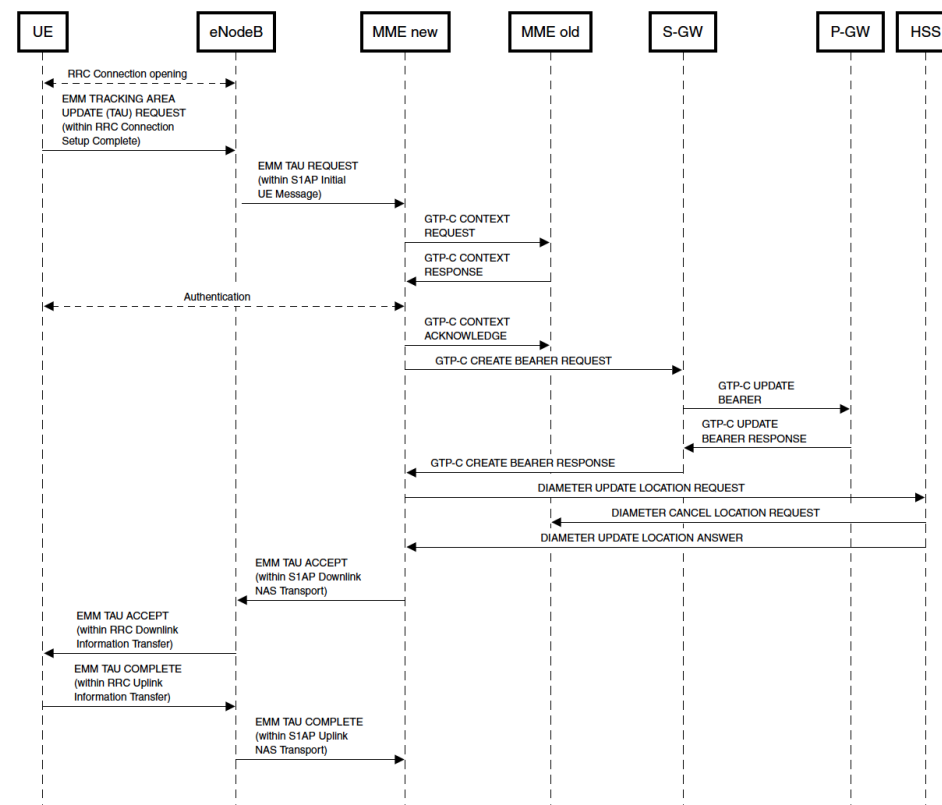 UE
eNodeB
MME new
MME old
S-GW
P-GW
HSS
RRC Connection opening
EMM TRACKING AREA
UPDATE (TAU) REQUEST
(within RRC Connection
Setup Complete)
EMM TAU REQUEST
(within S1AP Initial
UE Message)
GTP-C CONTEXT
REQUEST
GTP-C CONTEXT
RESPONSE
Authentication
GTP-C CONTEXT
ACKNOWLEDGE
GTP-C CREATE BEARER REQUEST
GTP-C UPDATE
BEARER
GTP-C UPDATE
BEARER RESPONSE
GTP-C CREATE BEARER RESPONSE
DIAMETER UPDATE LOCATION REQUEST
DIAMETER CANCEL LOCATION REQUEST
DIAMETER UPDATE LOCATION ANSWER
EMM TAU ACCEPT
(within S1AP Downlink
NAS Transport)
EMM TAU ACCEPT
(within RRC Downlink
Information Transfer)
EMM TAU COMPLETE
(within RRC Uplink
Information Transfer)
EMM TAU COMPLETE
(within S1AP Uplink
NAS Transport)